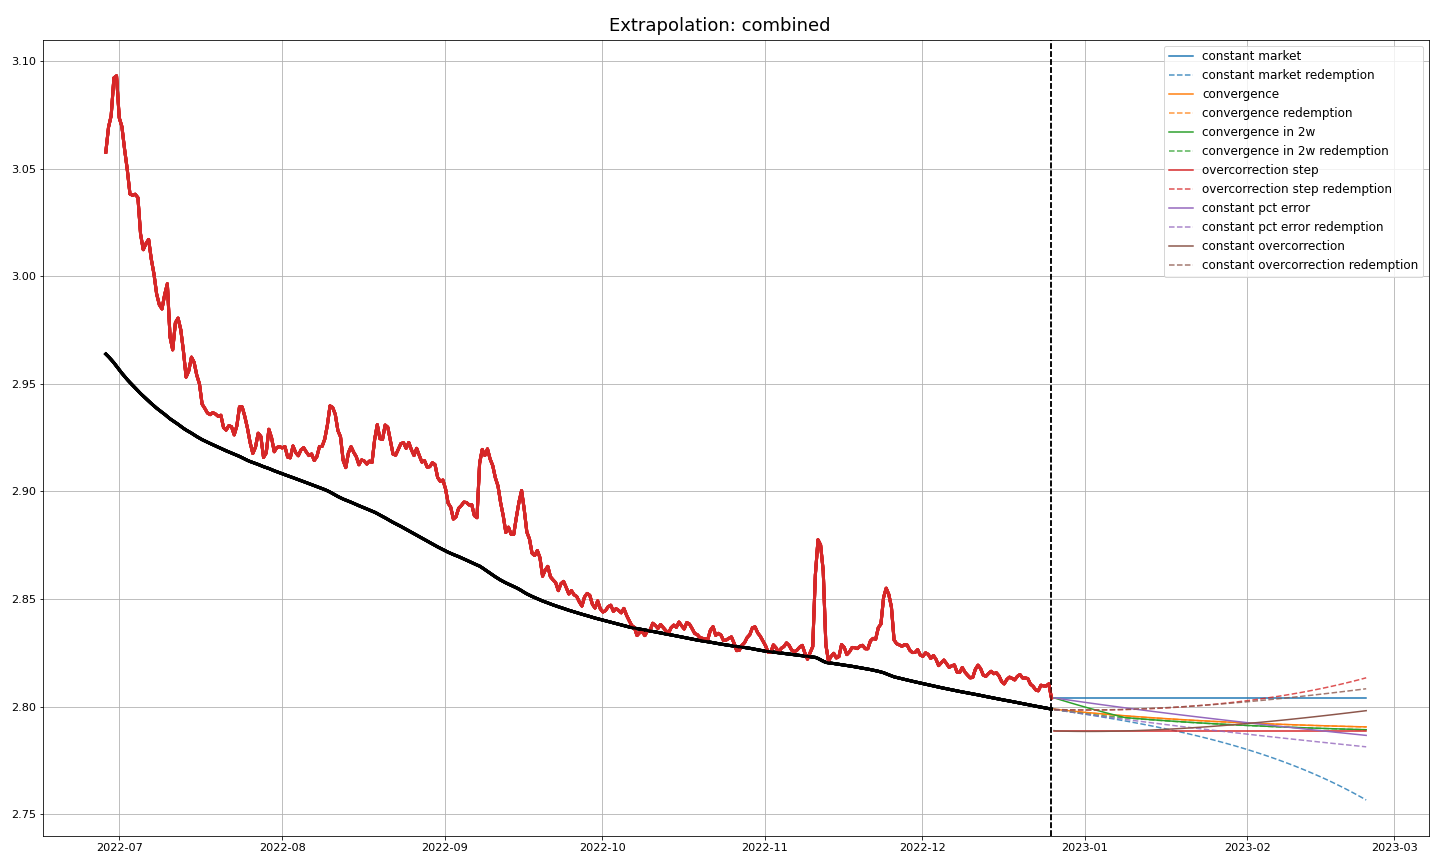 Extrapolation: combined
3.10
3.05
3.00
2.95
2.90
2.85
2.80
2.75
constant market
constant market redemption
convergence
convergence redemption
convergence in 2w
convergence in 2w redemption
overcorrection step
overcorrection step redemption
constant pct error
constant pct error redemption
constant overcorrection
constant overcorrection redemption
2022-07
2022-08
2022-09
2022-10
2022-11
2022-12
2023-01
2023-02
2023-03